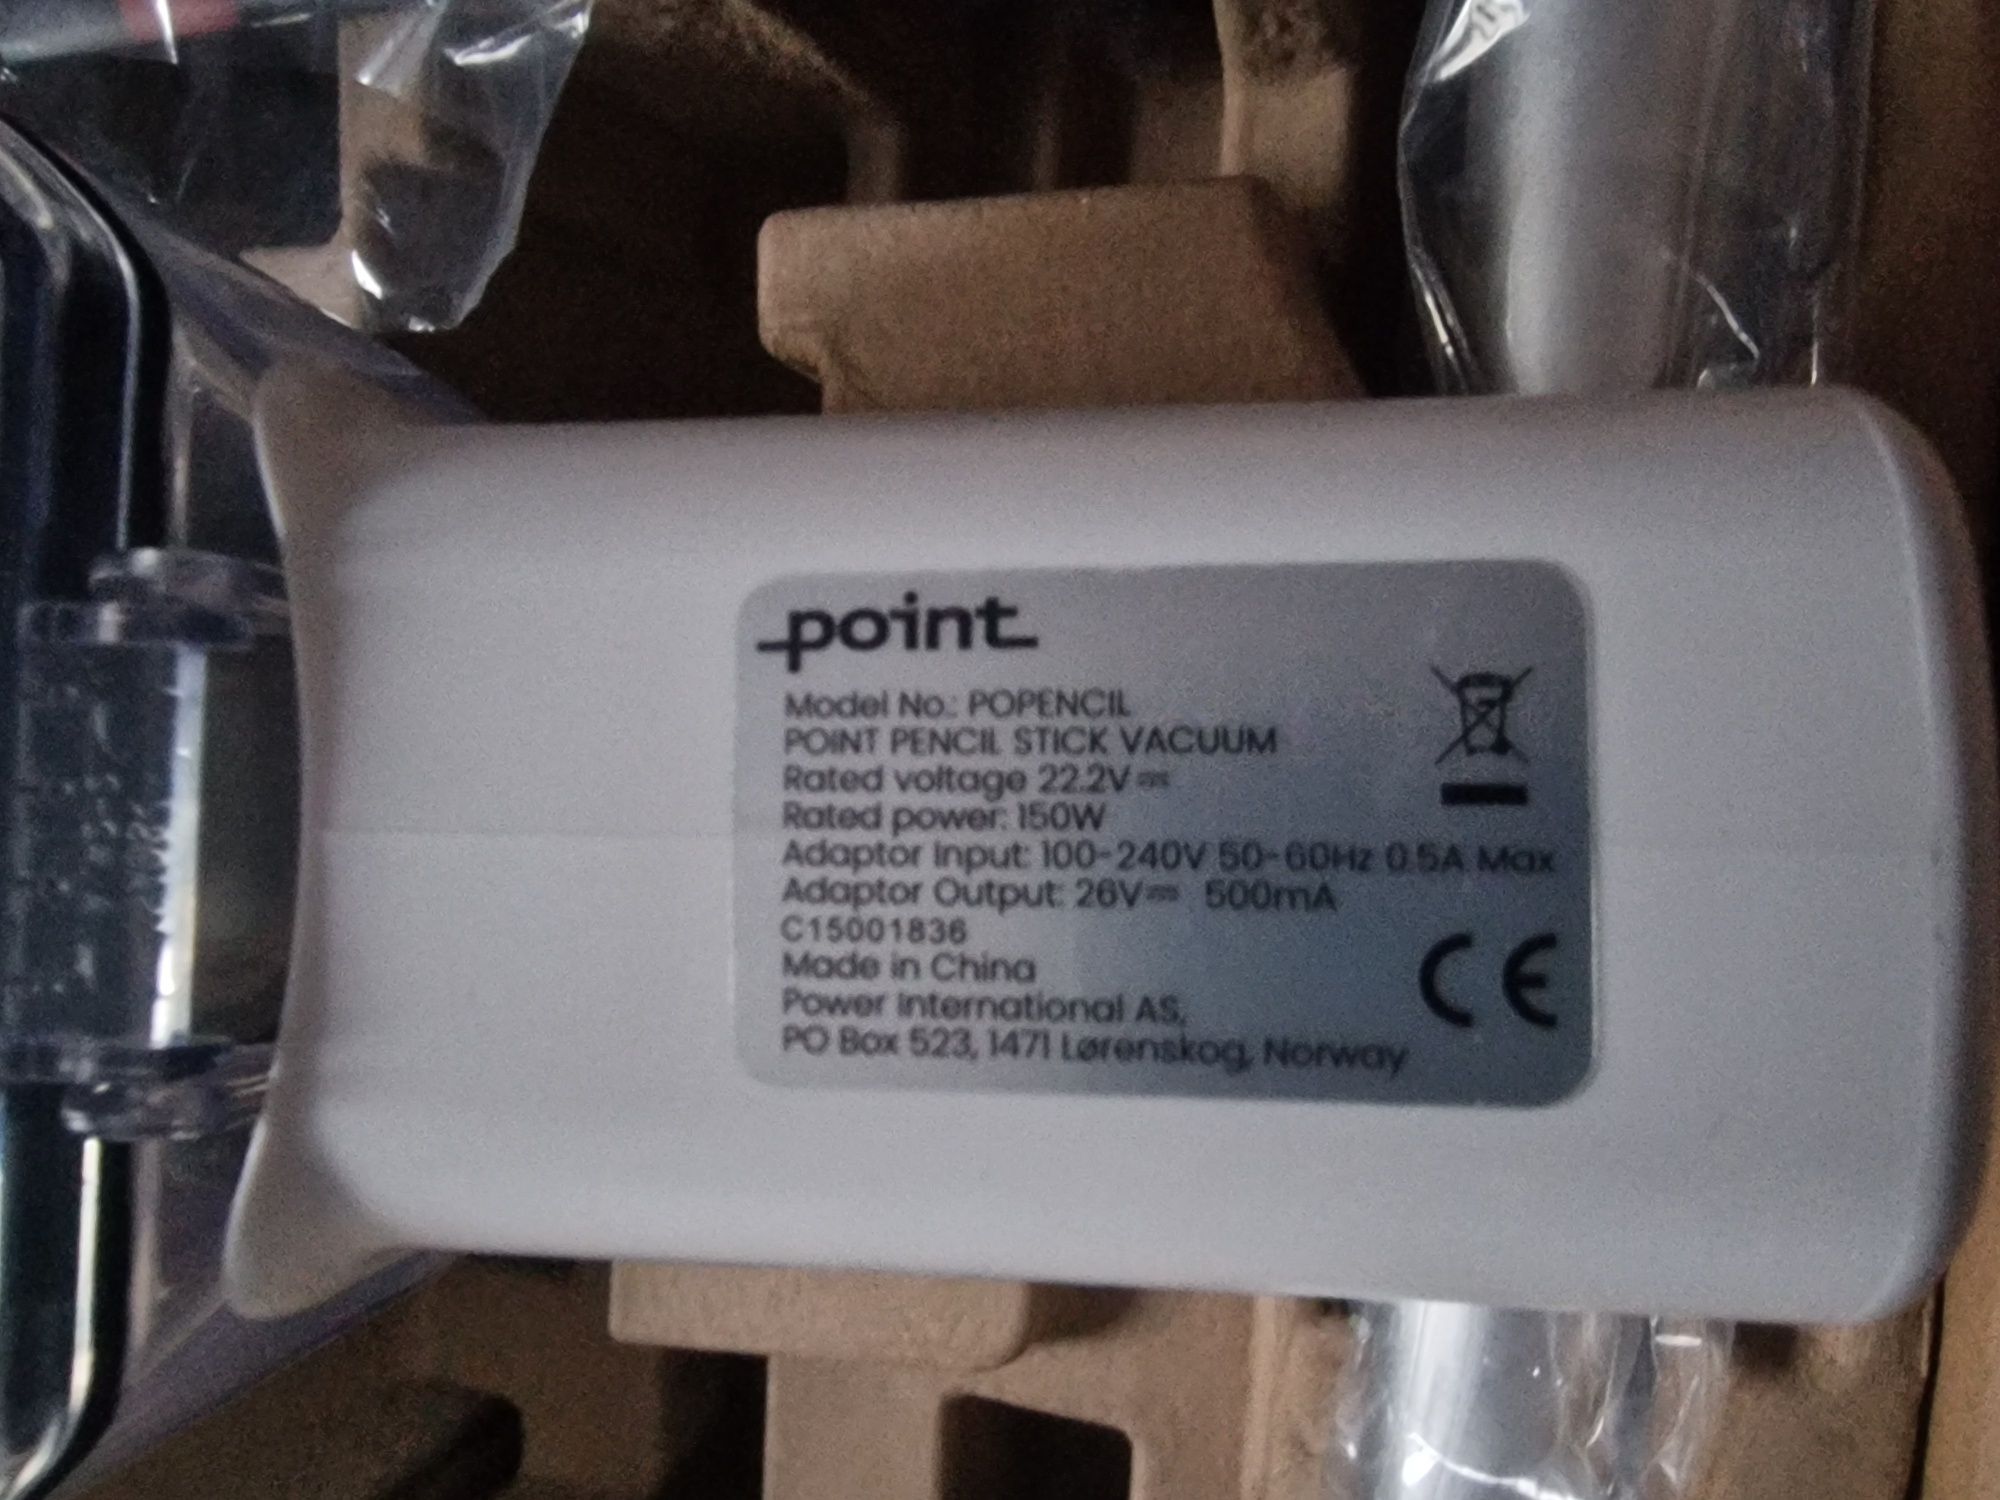 point
Model No.: POPENCIL
POINT PENCIL STICK VACUUM
Rated voltage 22.2V⎓
Rated power: 150W
Adaptor Input: 100-240V 50-60Hz 0.5A Max
Adaptor Output: 26V⎓ 500mA
C15001836
Made in China
Power International AS,
PO Box 523, 1471 Lørenskog, Norway
CE